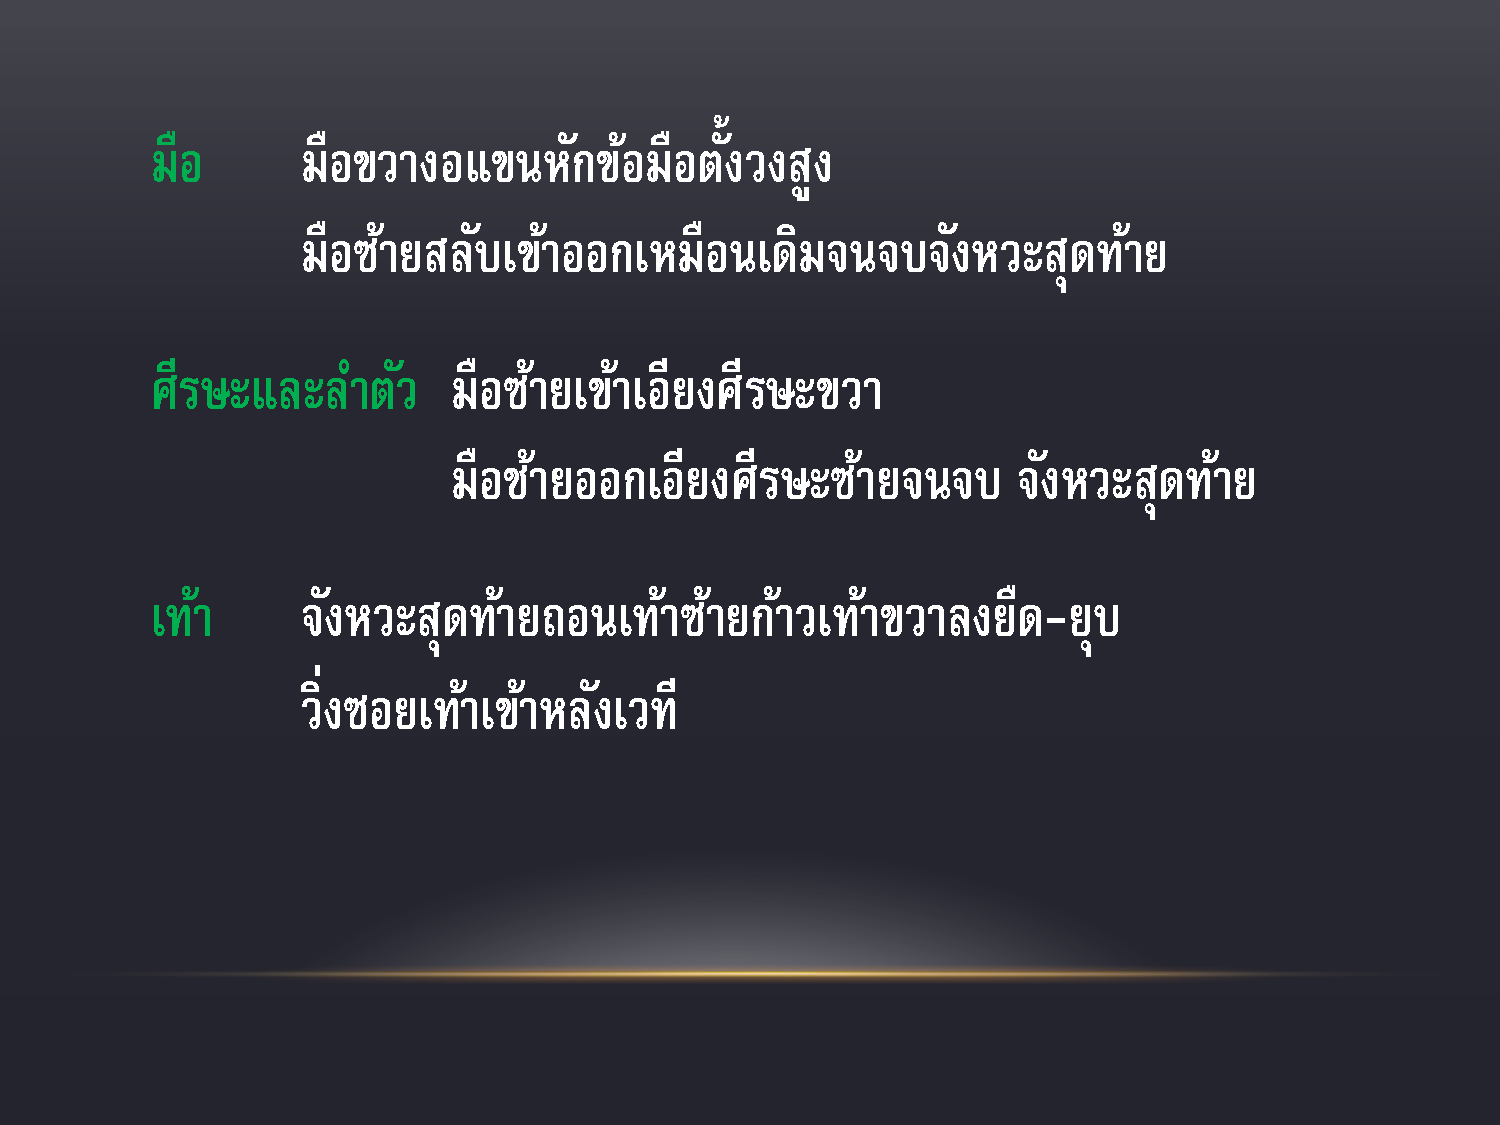 มือ มือขวางอแขนหักข้อมือตั้งวงสูง
มือซ้ายสลับเข้าออกเหมือนเดิมจนจบจังหวะสุดท้าย
ศีรษะและลำตัว มือซ้ายเข้าเอียงศีรษะขวา
มือซ้ายออกเอียงศีรษะซ้ายจนจบ จังหวะสุดท้าย
เท้า จังหวะสุดท้ายถอนเท้าซ้ายก้าวเท้าขวาลงยืด-ยุบ
วิ่งซอยเท้าเข้าหลังเวที